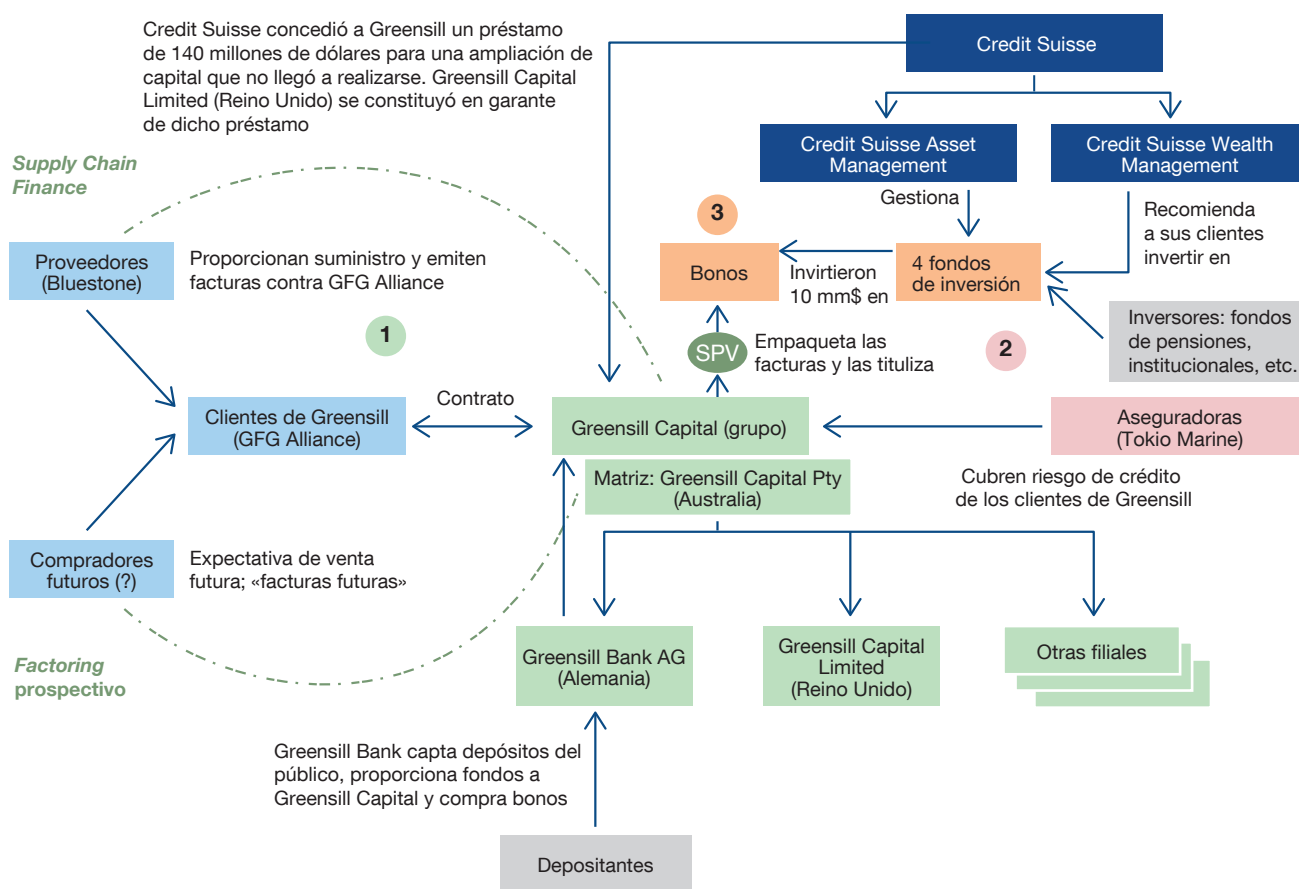 Credit Suisse concedió a Greensill un préstamo
de 140 millones de dólares para una ampliación de
capital que no llegó a realizarse. Greensill Capital
Limited (Reino Unido) se constituyó en garante
de dicho préstamo
Credit Suisse
Credit Suisse Asset
Management
Credit Suisse Wealth
Management
Supply Chain
Finance
Gestiona
Recomienda
a sus clientes
invertir en
3
Proveedores
(Bluestone)
Proporcionan suministro y emiten
facturas contra GFG Alliance
Bonos
Invirtieron
10 mm$ en
4 fondos
de inversión
1
SPV
Empaqueta las
facturas y las tituliza
2
Inversores: fondos
de pensiones,
institucionales, etc.
Clientes de Greensill
(GFG Alliance)
Contrato
Greensill Capital (grupo)
Aseguradoras
(Tokio Marine)
Matriz: Greensill Capital Pty
(Australia)
Cubren riesgo de crédito
de los clientes de Greensill
Compradores
futuros (?)
Expectativa de venta
futura; «facturas futuras»
Factoring
prospectivo
Greensill Bank AG
(Alemania)
Greensill Capital
Limited
(Reino Unido)
Otras filiales
Greensill Bank capta depósitos del
público, proporciona fondos a
Greensill Capital y compra bonos
Depositantes